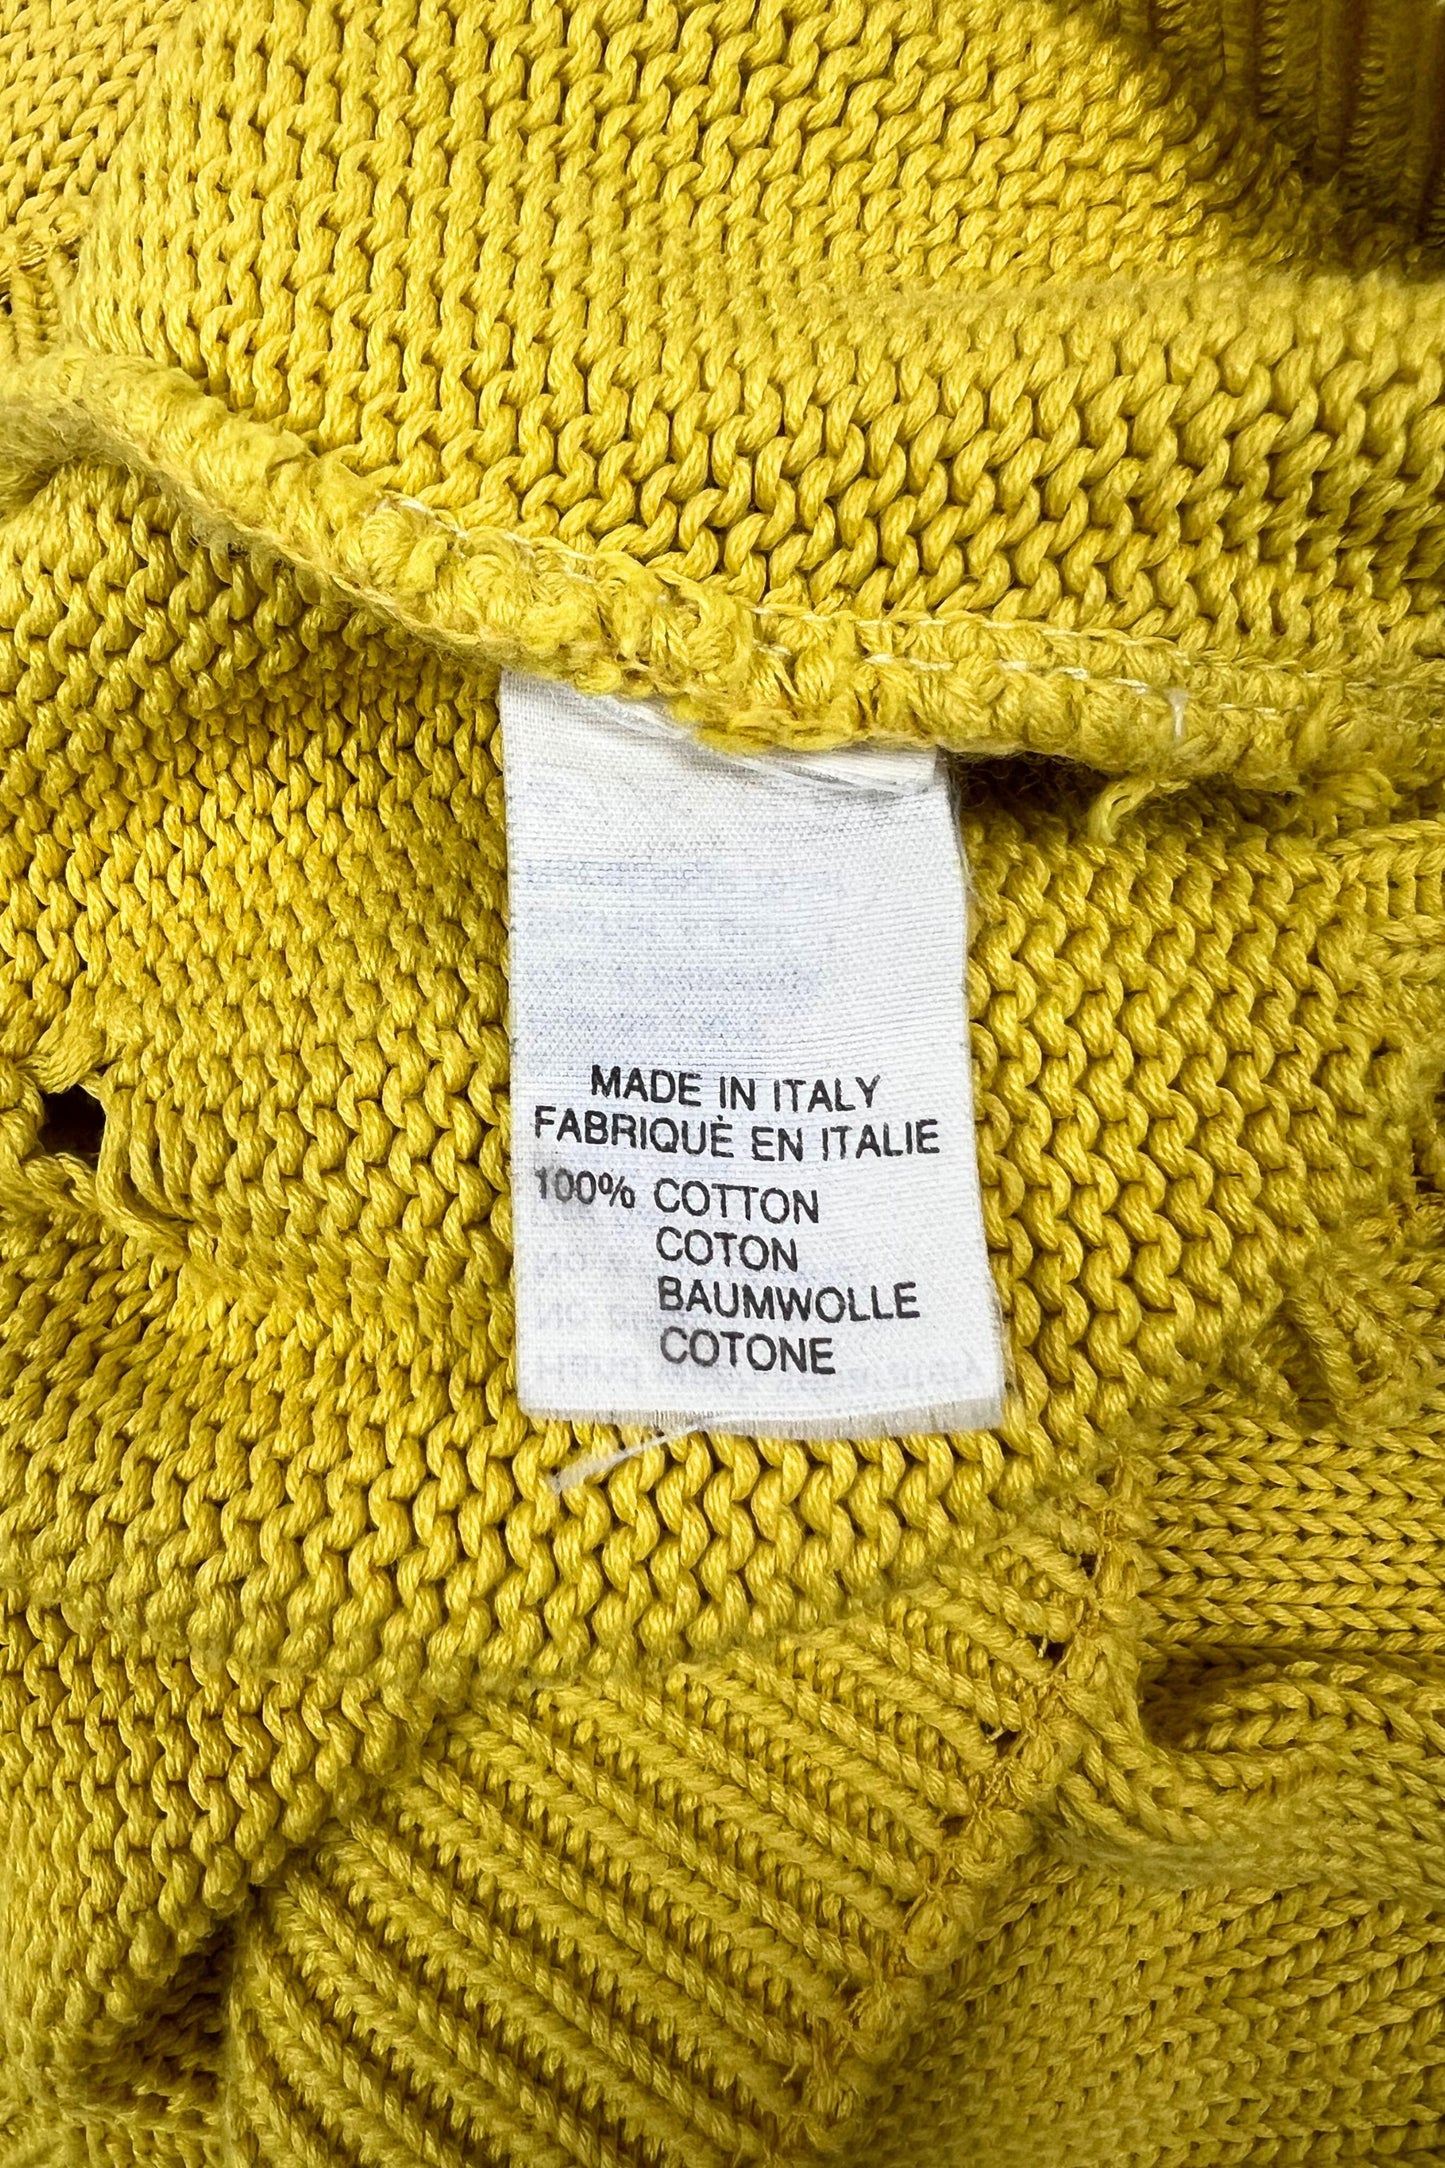 MADE IN ITALY
FABRIQUÈ EN ITALIE
100% COTTON
COTON
BAUMWOLLE
COTONE